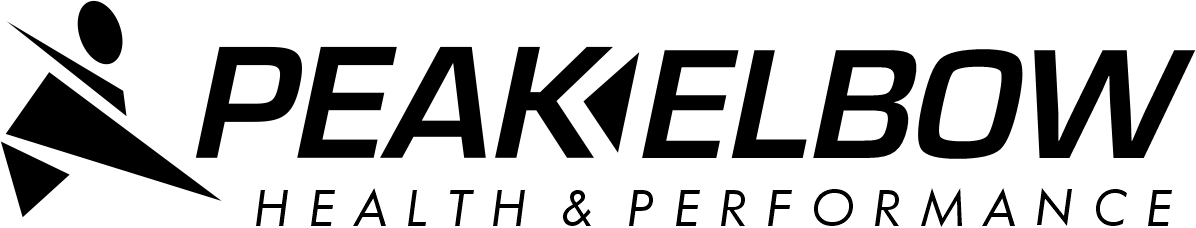 PEAK ELBOW
HEALTH & PERFORMANCE